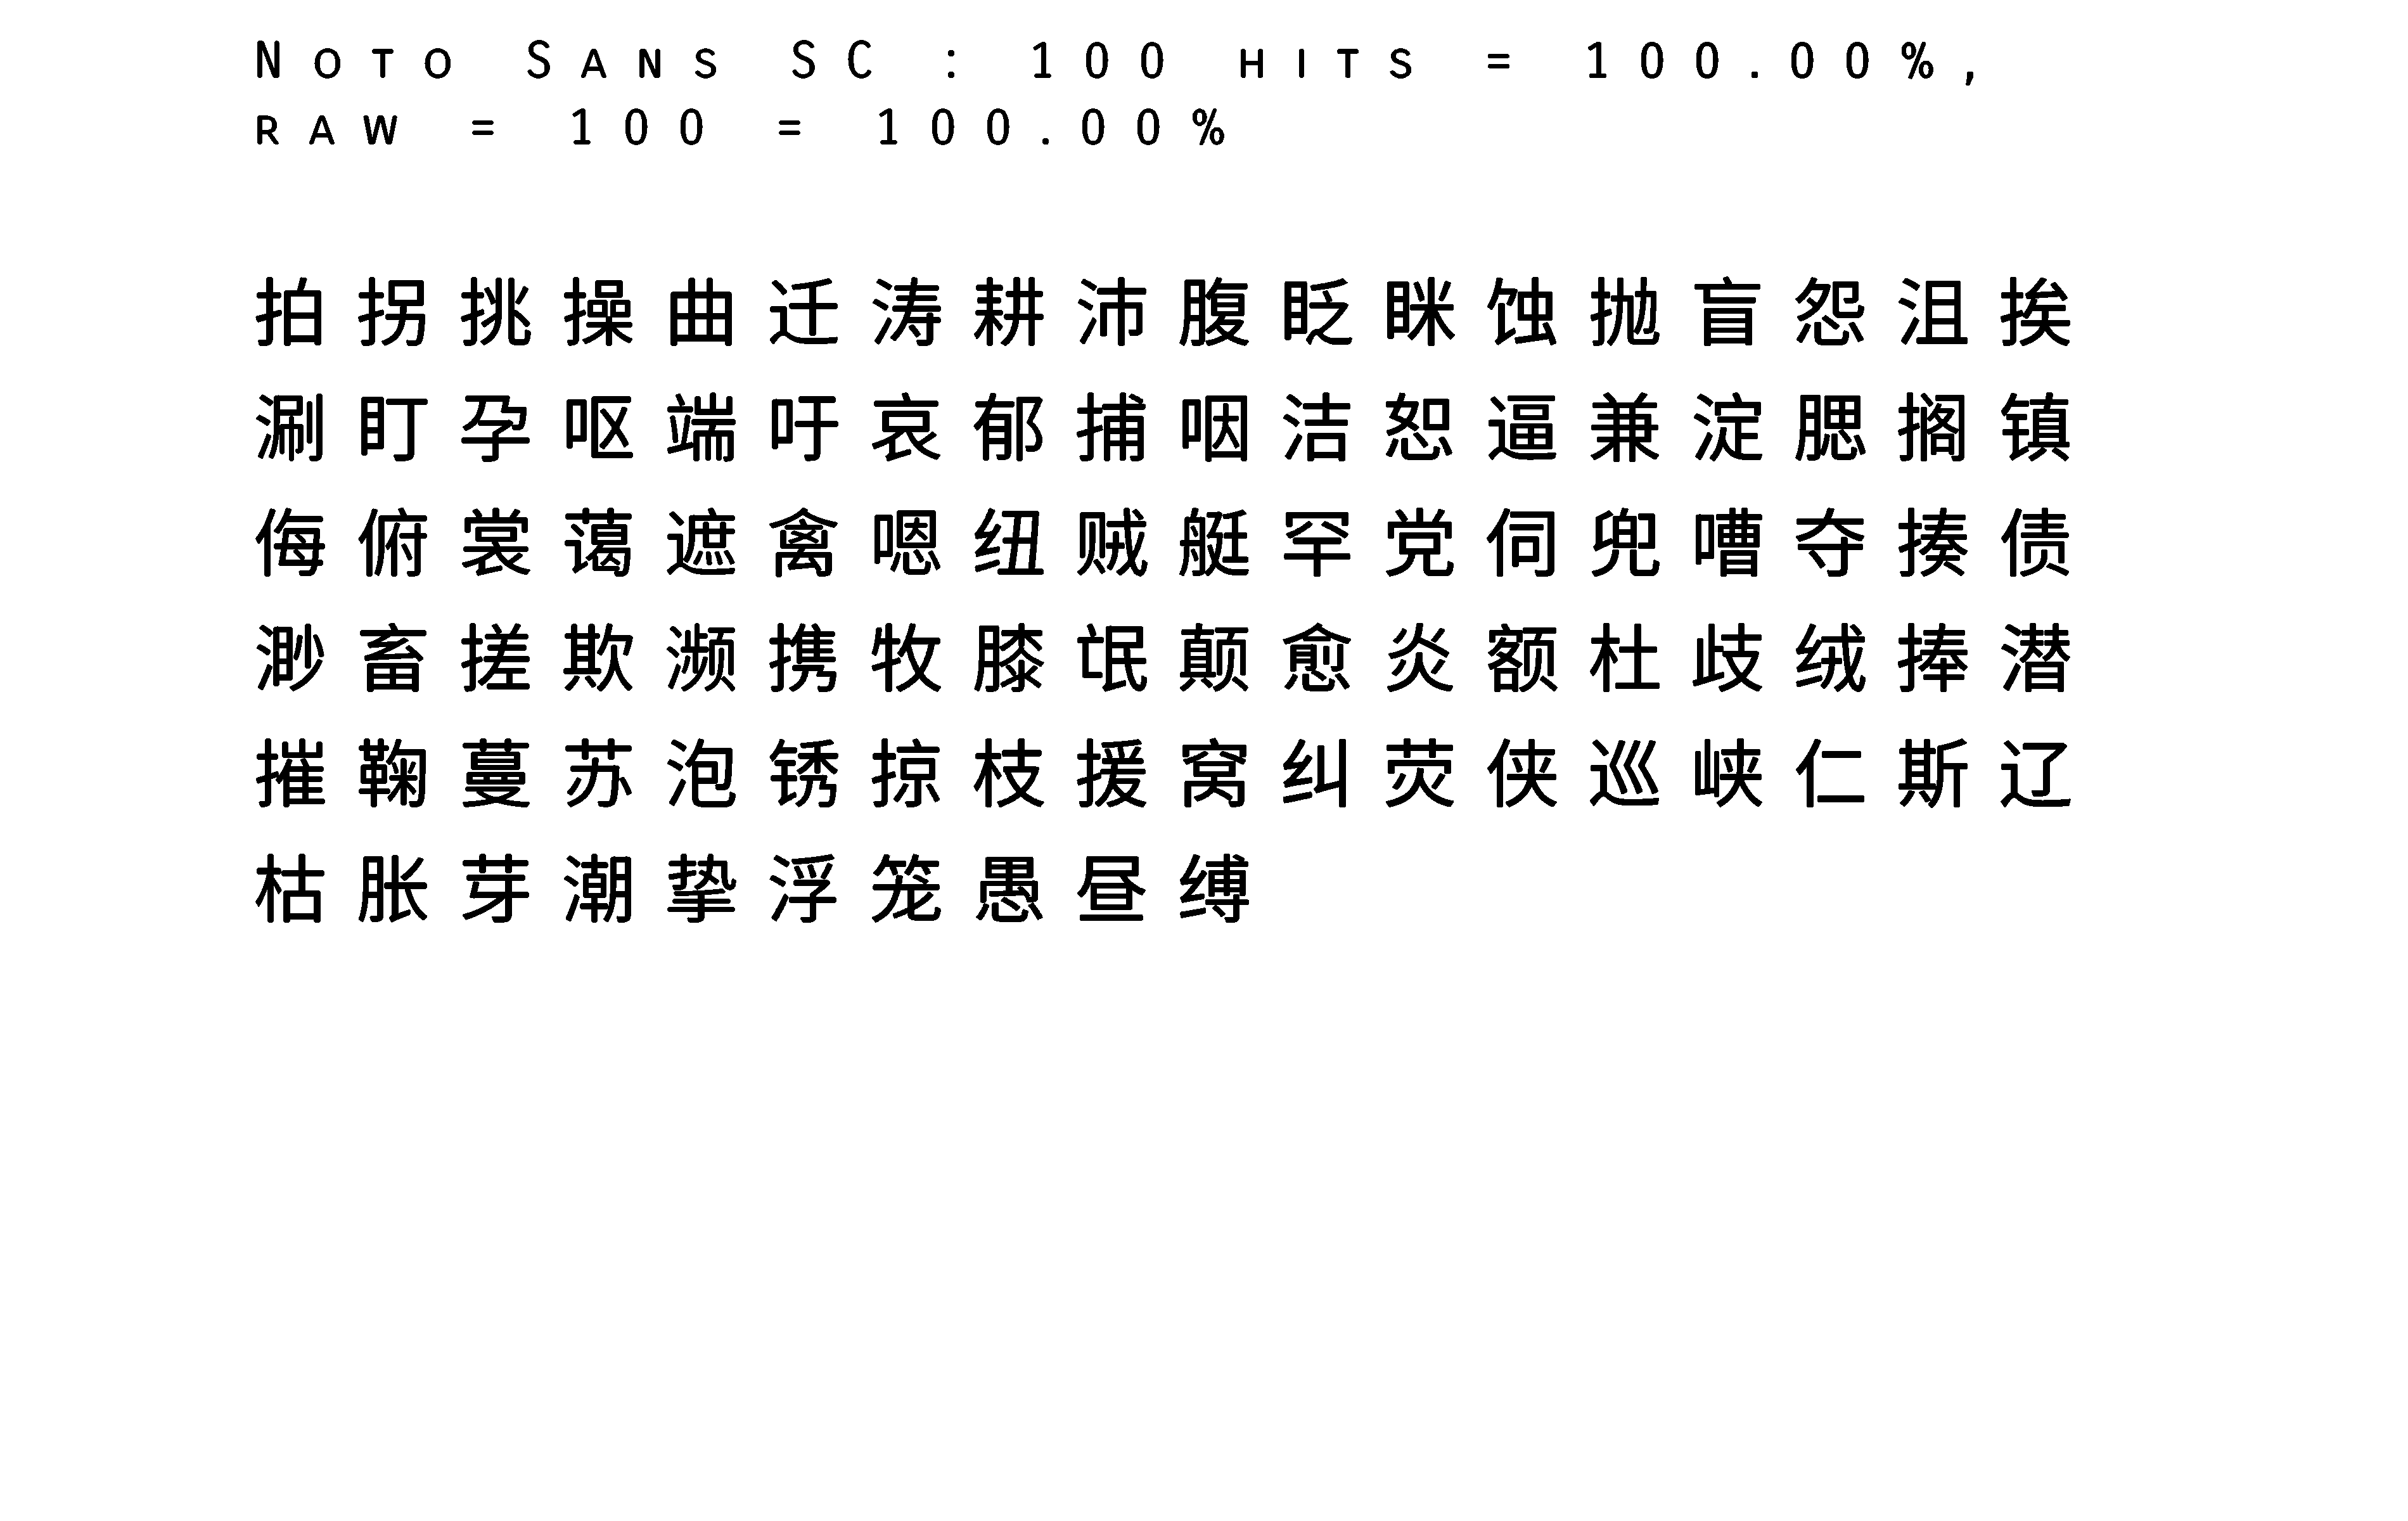 Noto Sans SC : 100 hits = 100.00%,
raw = 100 = 100.00%
拍拐挑操曲迁涛耕沛腹眨眯蚀抛盲怨沮挨
涮盯孕呕端吁哀郁捕咽洁恕逼兼淀腮搁镇
侮俯裳蔼遮禽嗯纽贼艇罕党伺兜嘈夺揍债
渺畜搓欺濒携牧膝氓颠愈炎额杜歧绒捧潜
摧鞠蔓苏泡锈掠枝援窝纠荧侠巡峡仁斯辽
枯胀芽潮挚浮笼愚昼缚